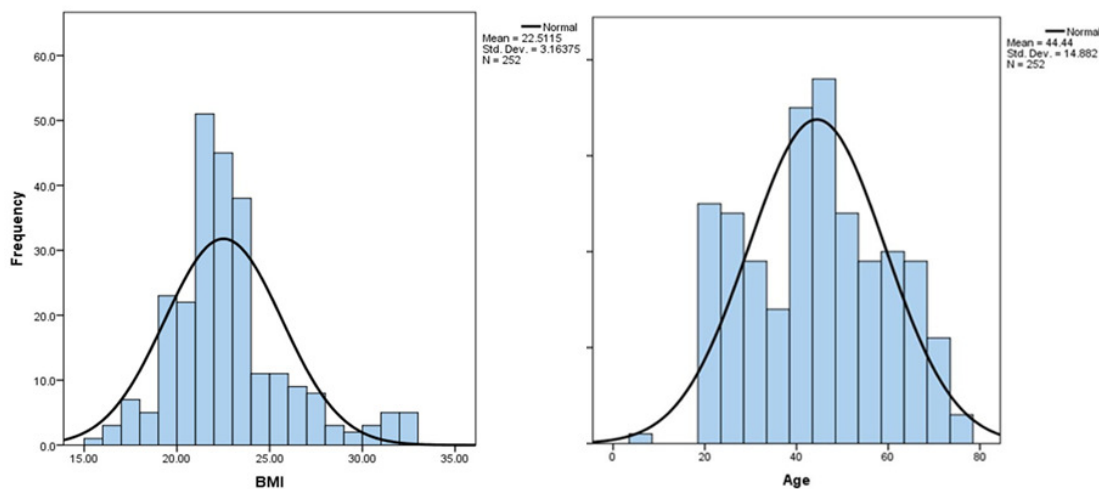 Normal
Mean = 22.5115
Std. Dev. = 3.16375
N = 252
60.0
50.0
40.0
30.0
20.0
10.0
0.0
Frequency
15.00 20.00 25.00 30.00 35.00
BMI
Normal
Mean = 44.44
Std. Dev. = 14.882
N = 252
0 20 40 60 80
Age